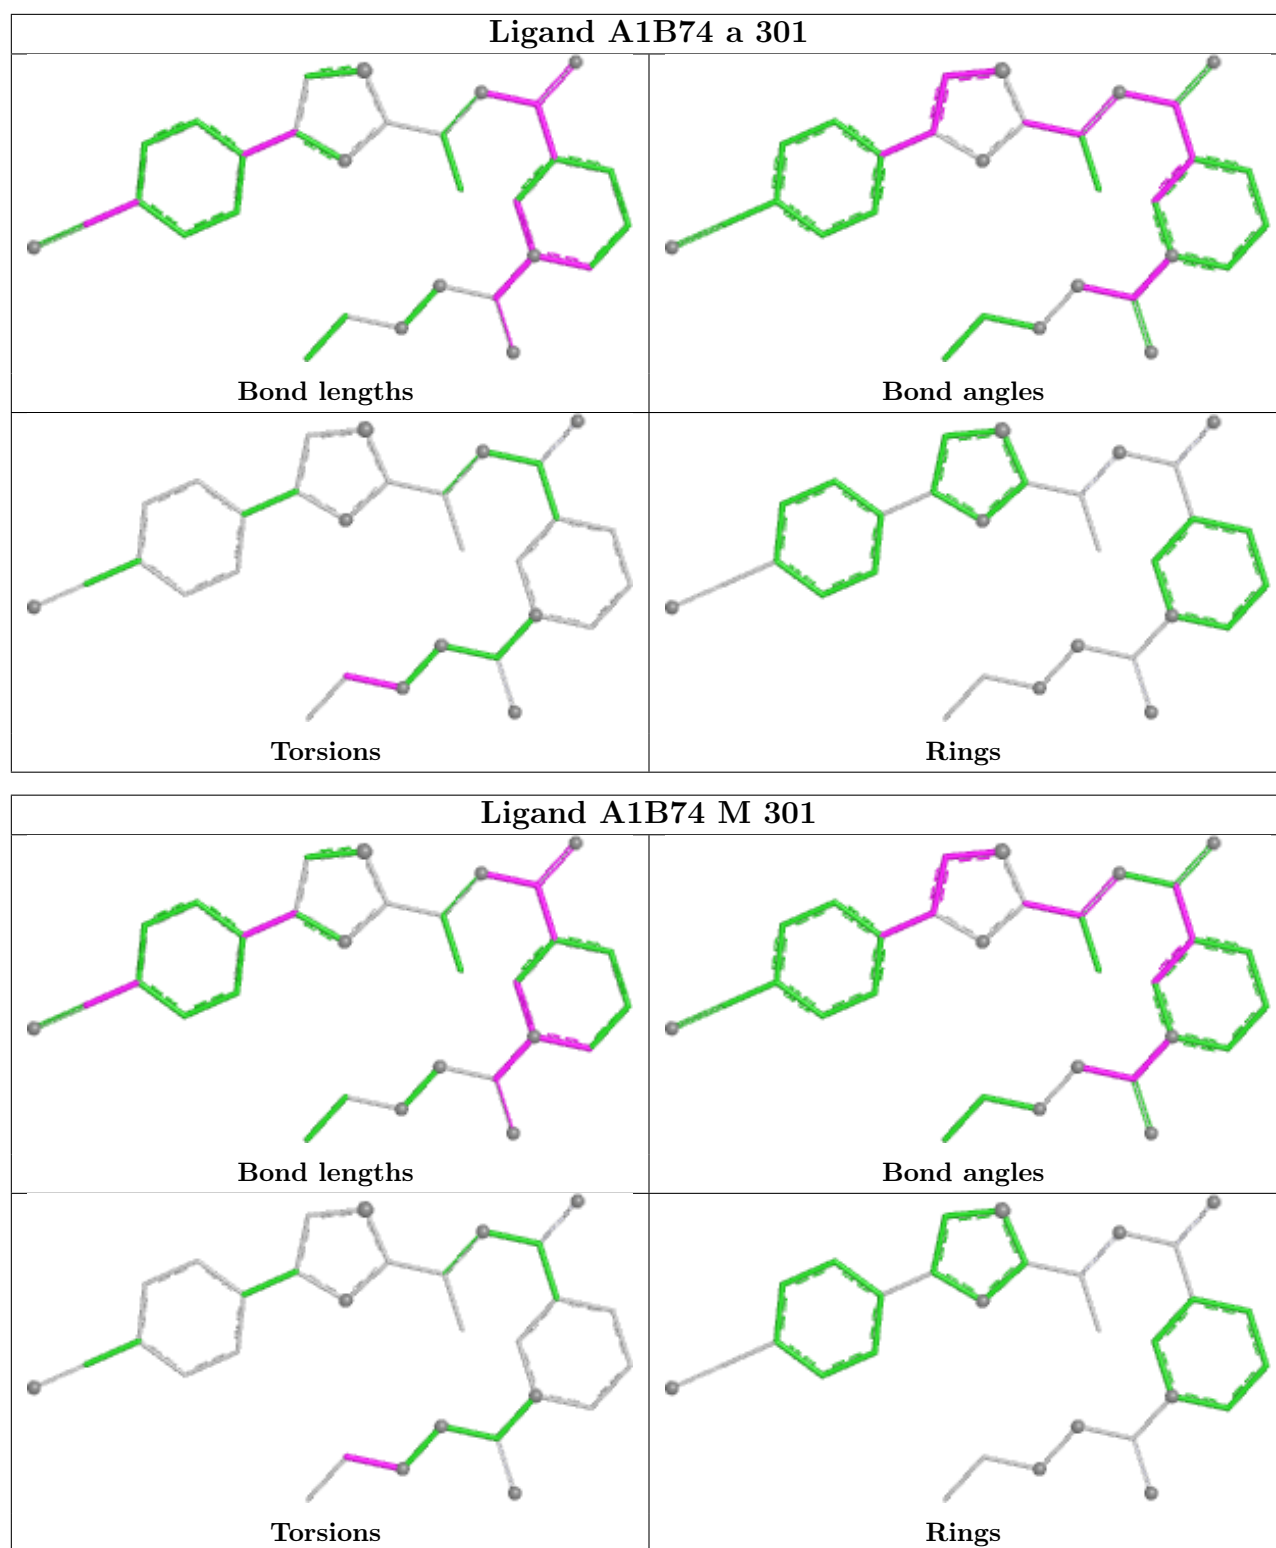 Ligand A1B74 a 301
Bond lengths
Bond angles
Torsions
Rings
Ligand A1B74 M 301
Bond lengths
Bond angles
Torsions
Rings